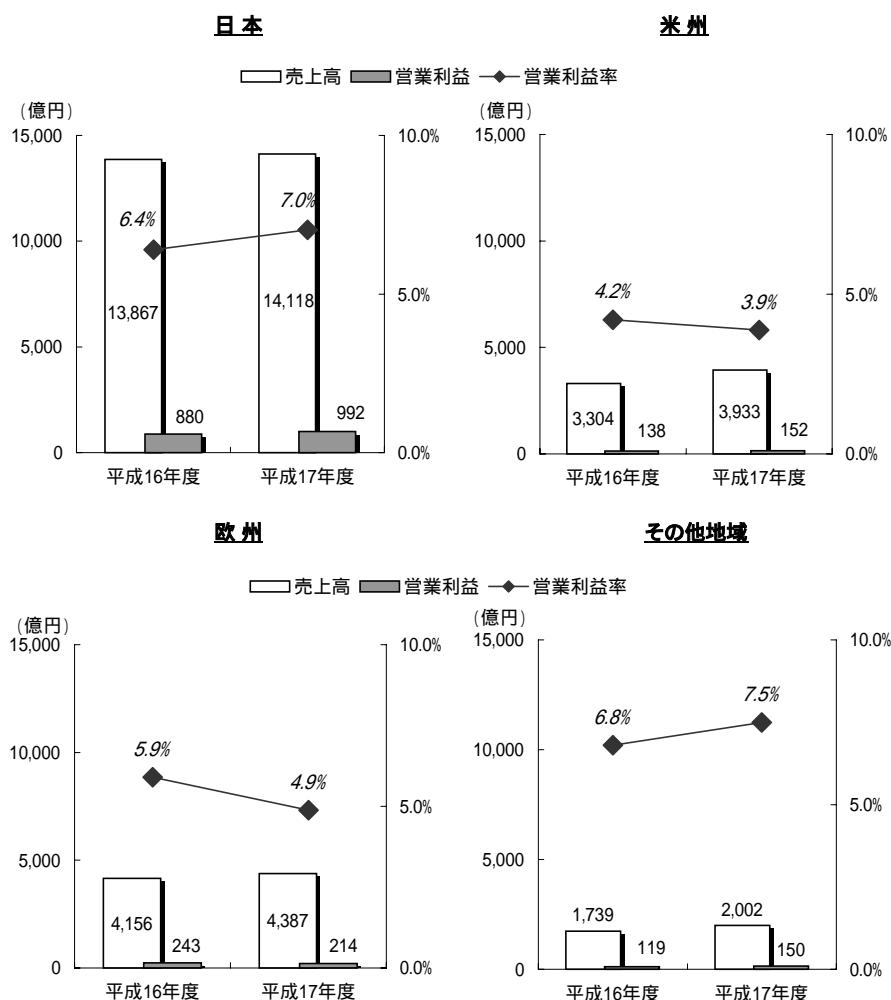 日 本
米 州
売上高 営業利益 営業利益率
(億円)
15,000
10,000
5,000
0
10.0%
5.0%
0.0%
6.4%
7.0%
13,867
14,118
880
992
平成16年度
平成17年度
(億円)
15,000
10,000
5,000
0
10.0%
5.0%
0.0%
4.2%
3.9%
3,304
3,933
138
152
平成16年度
平成17年度
欧 州
その他地域
売上高 営業利益 営業利益率
(億円)
15,000
10,000
5,000
0
10.0%
5.0%
0.0%
5.9%
4.9%
4,156
4,387
243
214
平成16年度
平成17年度
(億円)
15,000
10,000
5,000
0
10.0%
5.0%
0.0%
6.8%
7.5%
1,739
2,002
119
150
平成16年度
平成17年度